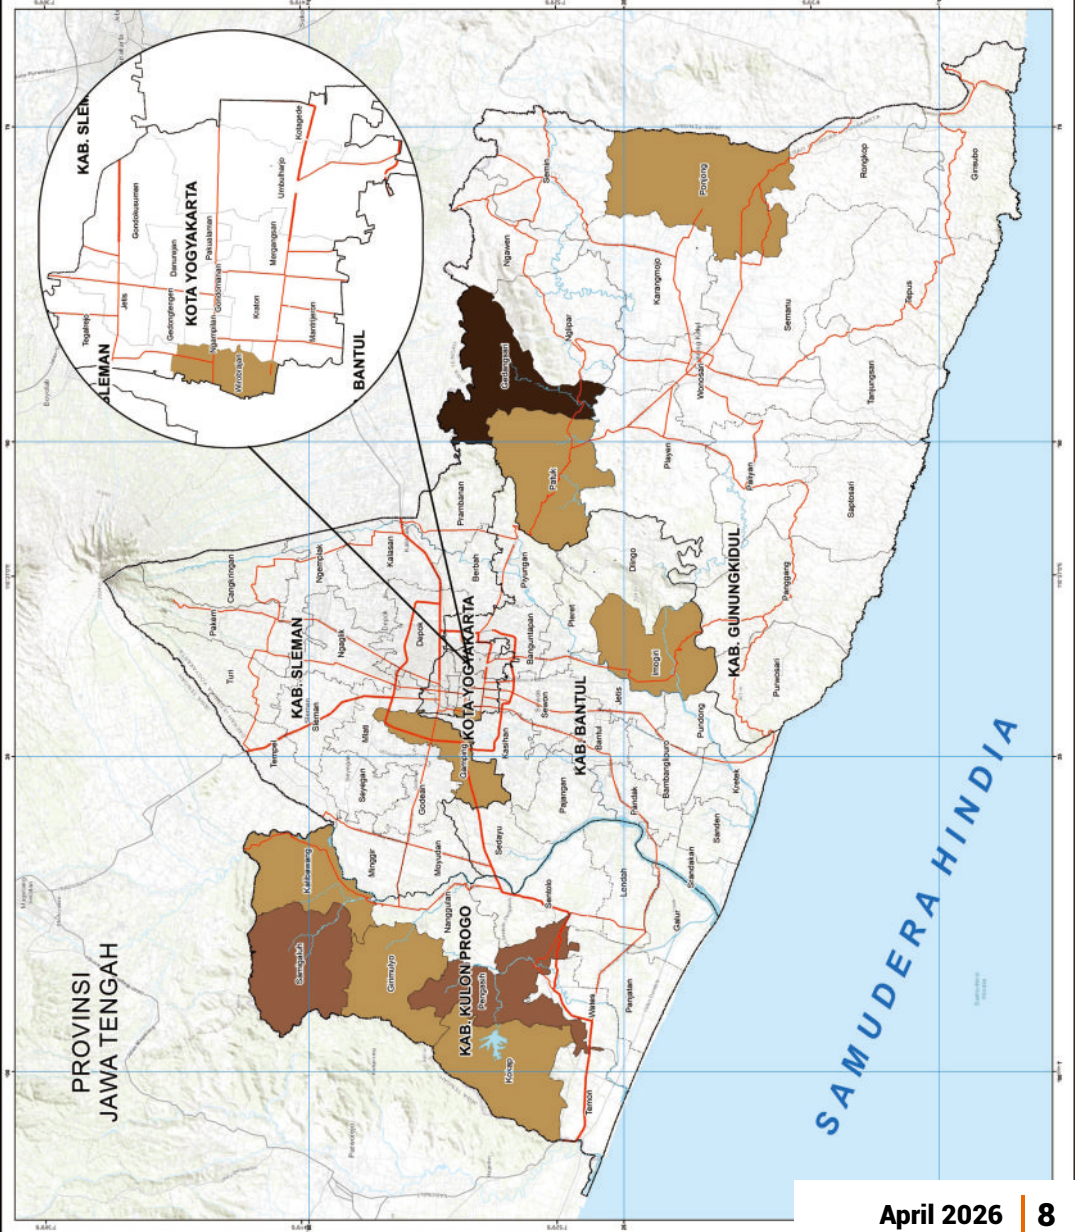 PROVINSI
JAWA TENGAH
KAB. SLEMAN
KOTA YOGYAKARTA
KAB. BANTUL
KAB. KULON PROGO
KAB. GUNUNGKIDUL
SAMUDERA HINDIA
KAB. SLEM
SLEMAN
KOTA YOGYAKARTA
BANTUL
Tegalrejo
Jetis
Gondokusuman
Gedongtengen
Danurejan
Ngampilan
Gondomanan
Pakualaman
Wirobrajan
Kraton
Mergangsan
Umbulharjo
Kotagede
Mantrijeron
Cangkringan
Pakem
Turi
Tempel
Sleman
Ngaglik
Ngemplak
Kalasan
Prambanan
Berbah
Depok
Mlati
Seyegan
Godean
Gamping
Minggir
Moyudan
Kalibawang
Samigaluh
Girimulyo
Nanggulan
Pengasih
Kokap
Sentolo
Wates
Temon
Panjatan
Lendah
Galur
Sedayu
Kasihan
Banguntapan
Piyungan
Pleret
Sewon
Bantul
Pajangan
Pandak
Srandakan
Sanden
Kretek
Bambanglipuro
Pundong
Jetis
Imogiri
Dlingo
Patuk
Gedangsari
Nglipar
Ngawen
Semin
Ponjong
Karangmojo
Wonosari
Playen
Paliyan
Semanu
Rongkop
Girisubo
Tepus
Tanjungsari
Saptosari
Panggang
Purwosari
April 2026
8